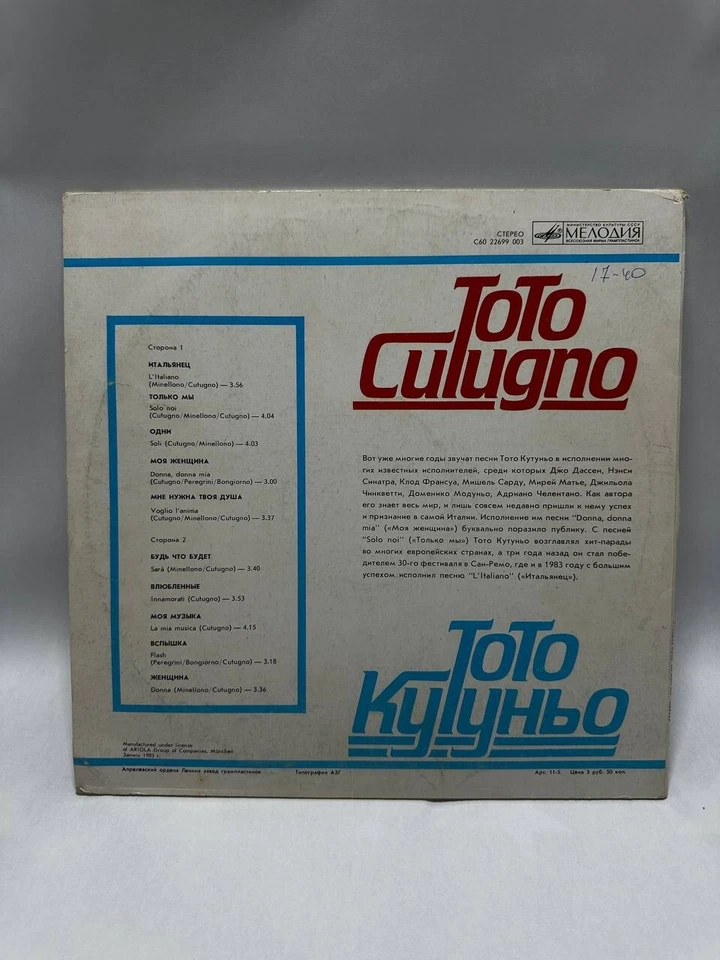 СТЕРЕО
С60 22699 003
МИНИСТЕРСТВО КУЛЬТУРЫ СССР
МЕЛОДИЯ
ВСЕСОЮЗНАЯ ФИРМА ГРАМПЛАСТИНОК
17-40
Toto
Cutugno
Сторона 1
ИТАЛЬЯНЕЦ
L'Italiano
(Minellono/Cutugno) — 3.56
ТОЛЬКО МЫ
Solo noi
(Cutugno/Minellono/Cutugno) — 4.04
ОДНИ
Soli (Cutugno/Minellono) — 4.03
МОЯ ЖЕНЩИНА
Donna, donna mia
(Cutugno/Peregrini/Bongiorno) — 3.00
МНЕ НУЖНА ТВОЯ ДУША
Voglio l'anima
(Cutugno/Minellono/Cutugno) — 3.37
Сторона 2
БУДЬ ЧТО БУДЕТ
Serà (Minellono/Cutugno) — 3.40
ВЛЮБЛЕННЫЕ
Innamorati (Cutugno) — 3.53
МОЯ МУЗЫКА
La mia musica (Cutugno) — 4.15
ВСПЫШКА
Flash
(Peregrini/Bongiorno/Cutugno) — 3.18
ЖЕНЩИНА
Donna (Minellono/Cutugno) — 3.36
Вот уже многие годы звучат песни Тото Кутуньо в исполнении мно-
гих известных исполнителей, среди которых Джо Дассен, Нэнси
Синатра, Клод Франсуа, Мишель Сарду, Мирей Матье, Джильола
Чинкветти, Доменико Модуньо, Адриано Челентано. Как автора
его знает весь мир, и лишь совсем недавно пришли к нему успех
и признание в самой Италии. Исполнение им песни "Donna, donna
mia" («Моя женщина») буквально поразило публику. С песней
"Solo noi" («Только мы») Тото Кутуньо возглавлял хит-парады
во многих европейских странах, а три года назад он стал побе-
дителем 30-го фестиваля в Сан-Ремо, где и в 1983 году с большим
успехом исполнил песню "L'Italiano" («Итальянец»).
Тото
Кутуньо
Manufactured under license
of ARIOLA Group of Companies, München
Запись 1983 г.
Апрелевский ордена Ленина завод грампластинок
Типография АЗГ
Арт. 11-5. Цена 3 руб. 50 коп.